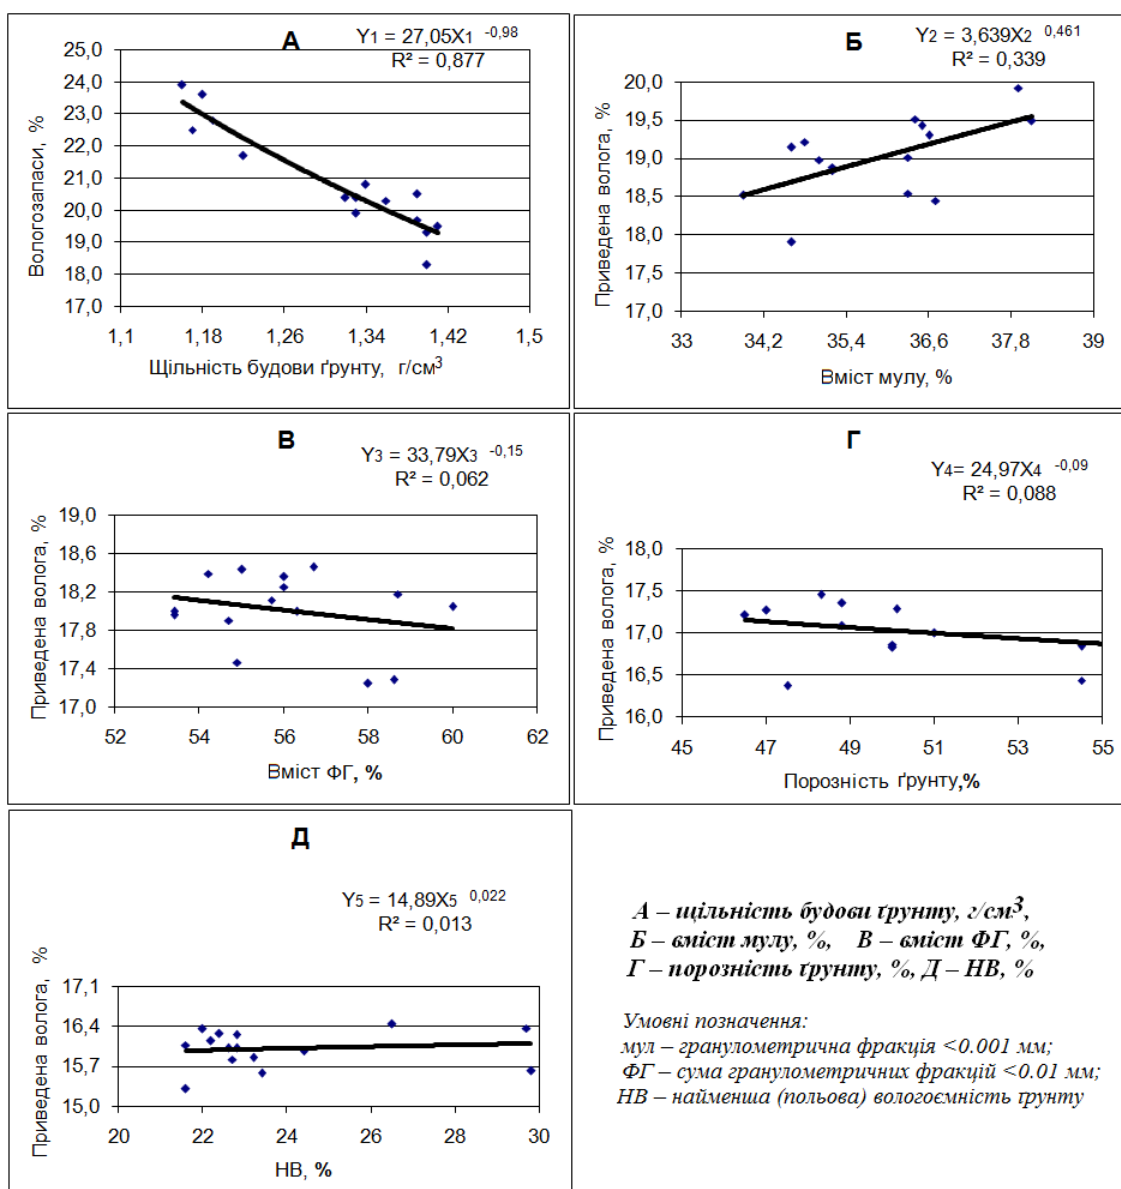 А
Y1 = 27,05X1 -0,98
R² = 0,877
Вологозапаси, %
25,0
24,0
23,0
22,0
21,0
20,0
19,0
18,0
17,0
1,1 1,18 1,26 1,34 1,42 1,5
Щільність будови ґрунту, г/см3
Б
Y2 = 3,639X2 0,461
R² = 0,339
Приведена волога, %
20,0
19,5
19,0
18,5
18,0
17,5
17,0
33 34,2 35,4 36,6 37,8 39
Вміст мулу, %
В
Y3 = 33,79X3 -0,15
R² = 0,062
Приведена волога, %
19,0
18,6
18,2
17,8
17,4
17,0
52 54 56 58 60 62
Вміст ФГ, %
Г
Y4= 24,97X4 -0,09
R² = 0,088
Приведена волога, %
18,0
17,5
17,0
16,5
16,0
45 47 49 51 53 55
Порозність ґрунту,%
Д
Y5 = 14,89X5 0,022
R² = 0,013
Приведена волога, %
17,1
16,4
15,7
15,0
20 22 24 26 28 30
НВ, %
А – щільність будови ґрунту, г/см3,
Б – вміст мулу, %, В – вміст ФГ, %,
Г – порозність ґрунту, %, Д – НВ, %
Умовні позначення:
мул – гранулометрична фракція <0.001 мм;
ФГ – сума гранулометричних фракцій <0.01 мм;
НВ – найменша (польова) вологоємність ґрунту